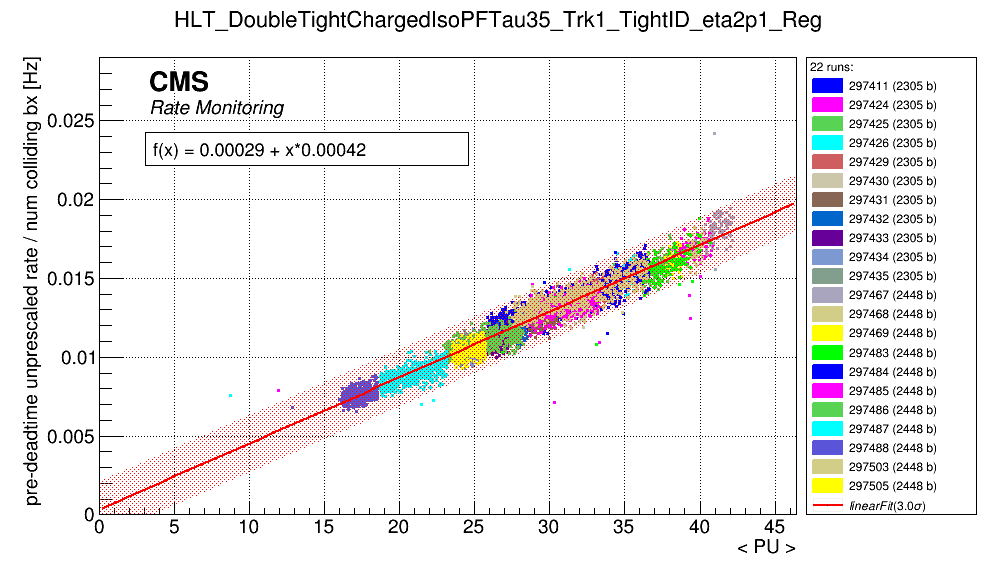 HLT_DoubleTightChargedIsoPFTau35_Trk1_TightID_eta2p1_Reg
pre-deadtime unprescaled rate / num colliding bx [Hz]
CMS
Rate Monitoring
f(x) = 0.00029 + x*0.00042
0.025
0.02
0.015
0.01
0.005
0
0 5 10 15 20 25 30 35 40 45
< PU >
22 runs:
297411 (2305 b)
297424 (2305 b)
297425 (2305 b)
297426 (2305 b)
297429 (2305 b)
297430 (2305 b)
297431 (2305 b)
297432 (2305 b)
297433 (2305 b)
297434 (2305 b)
297435 (2305 b)
297467 (2448 b)
297468 (2448 b)
297469 (2448 b)
297483 (2448 b)
297484 (2448 b)
297485 (2448 b)
297486 (2448 b)
297487 (2448 b)
297488 (2448 b)
297503 (2448 b)
297505 (2448 b)
linearFit(3.0σ)